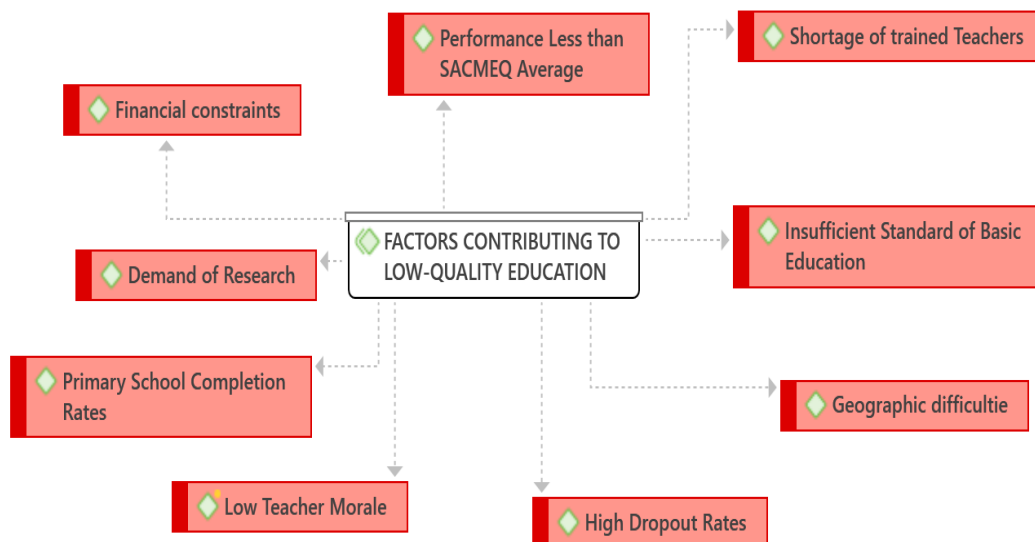 Performance Less than
SACMEQ Average
Shortage of trained Teachers
Financial constraints
FACTORS CONTRIBUTING TO
LOW-QUALITY EDUCATION
Insufficient Standard of Basic
Education
Demand of Research
Primary School Completion
Rates
Geographic difficultie
Low Teacher Morale
High Dropout Rates